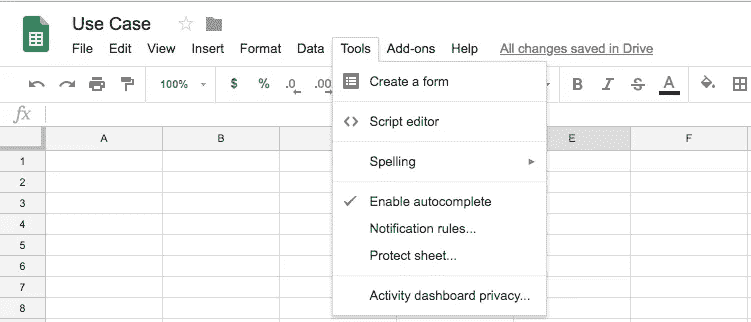 Use Case
File Edit View Insert Format Data Tools Add-ons Help All changes saved in Drive
100% $ % .0 .00 B I S A
fx
A B E F
Create a form
Script editor
Spelling
Enable autocomplete
Notification rules...
Protect sheet...
Activity dashboard privacy...
1
2
3
4
5
6
7
8